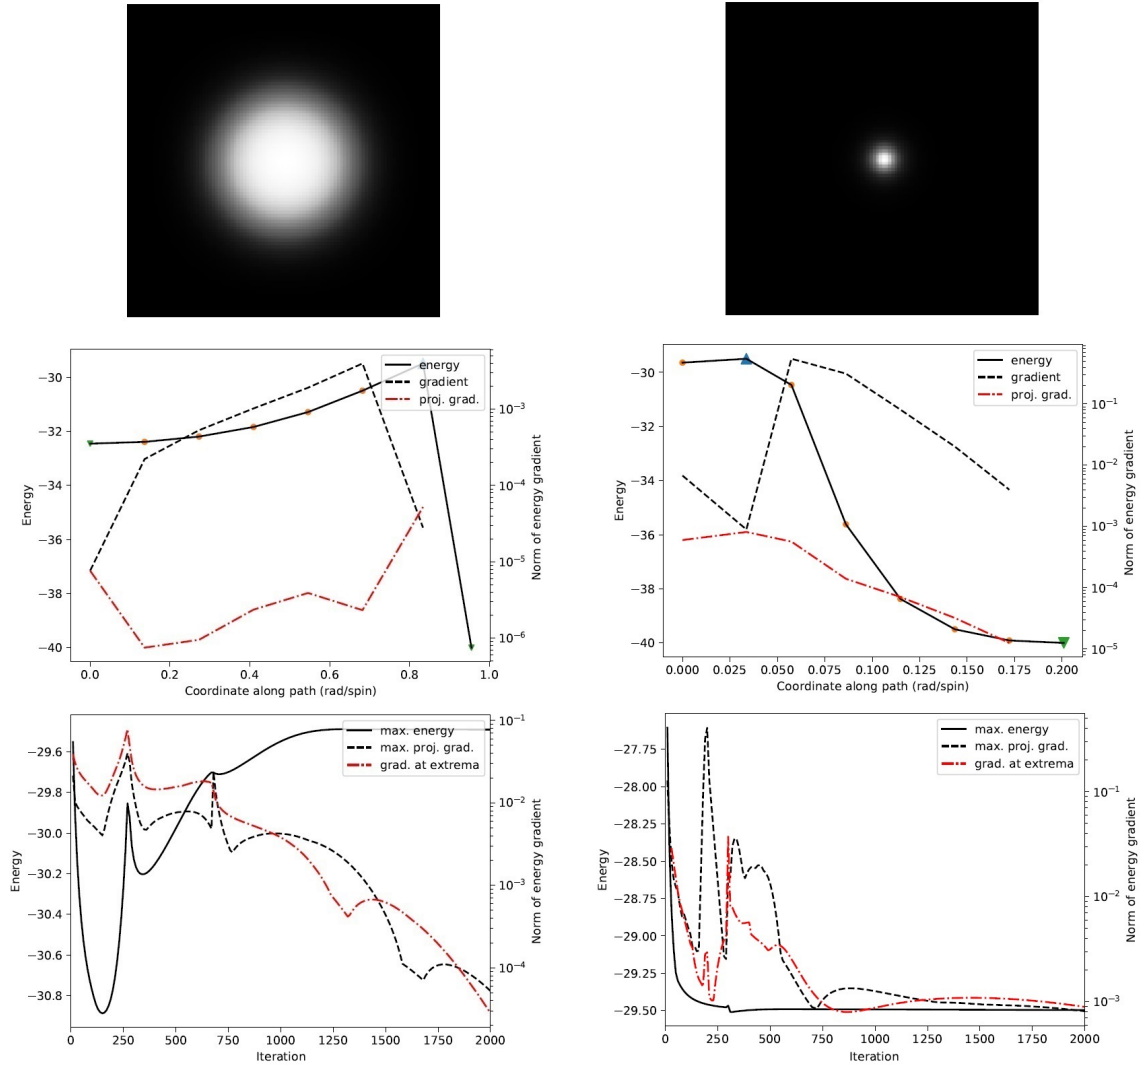 −30
−32
−34
−36
−38
−40
Energy
energy
gradient
proj. grad.
10−3
10−4
10−5
10−6
Norm of energy gradient
0.0 0.2 0.4 0.6 0.8 1.0
Coordinate along path (rad/spin)
−30
−32
−34
−36
−38
−40
Energy
energy
gradient
proj. grad.
10−1
10−2
10−3
10−4
10−5
Norm of energy gradient
0.000 0.025 0.050 0.075 0.100 0.125 0.150 0.175 0.200
Coordinate along path (rad/spin)
−29.6
−29.8
−30.0
−30.2
−30.4
−30.6
−30.8
Energy
max. energy
max. proj. grad.
grad. at extrema
10−1
10−2
10−3
10−4
Norm of energy gradient
0 250 500 750 1000 1250 1500 1750 2000
Iteration
−27.75
−28.00
−28.25
−28.50
−28.75
−29.00
−29.25
−29.50
Energy
max. energy
max. proj. grad.
grad. at extrema
10−1
10−2
10−3
Norm of energy gradient
0 250 500 750 1000 1250 1500 1750 2000
Iteration